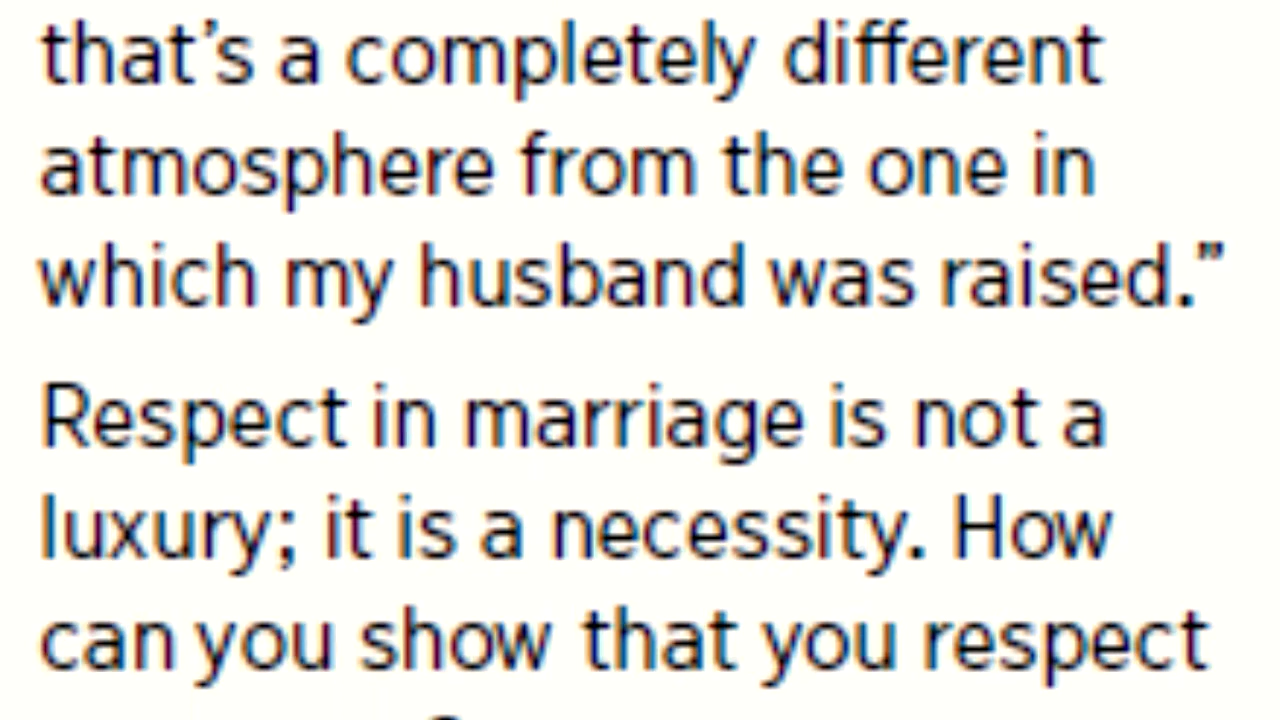 that’s a completely different
atmosphere from the one in
which my husband was raised.”
Respect in marriage is not a
luxury; it is a necessity. How
can you show that you respect